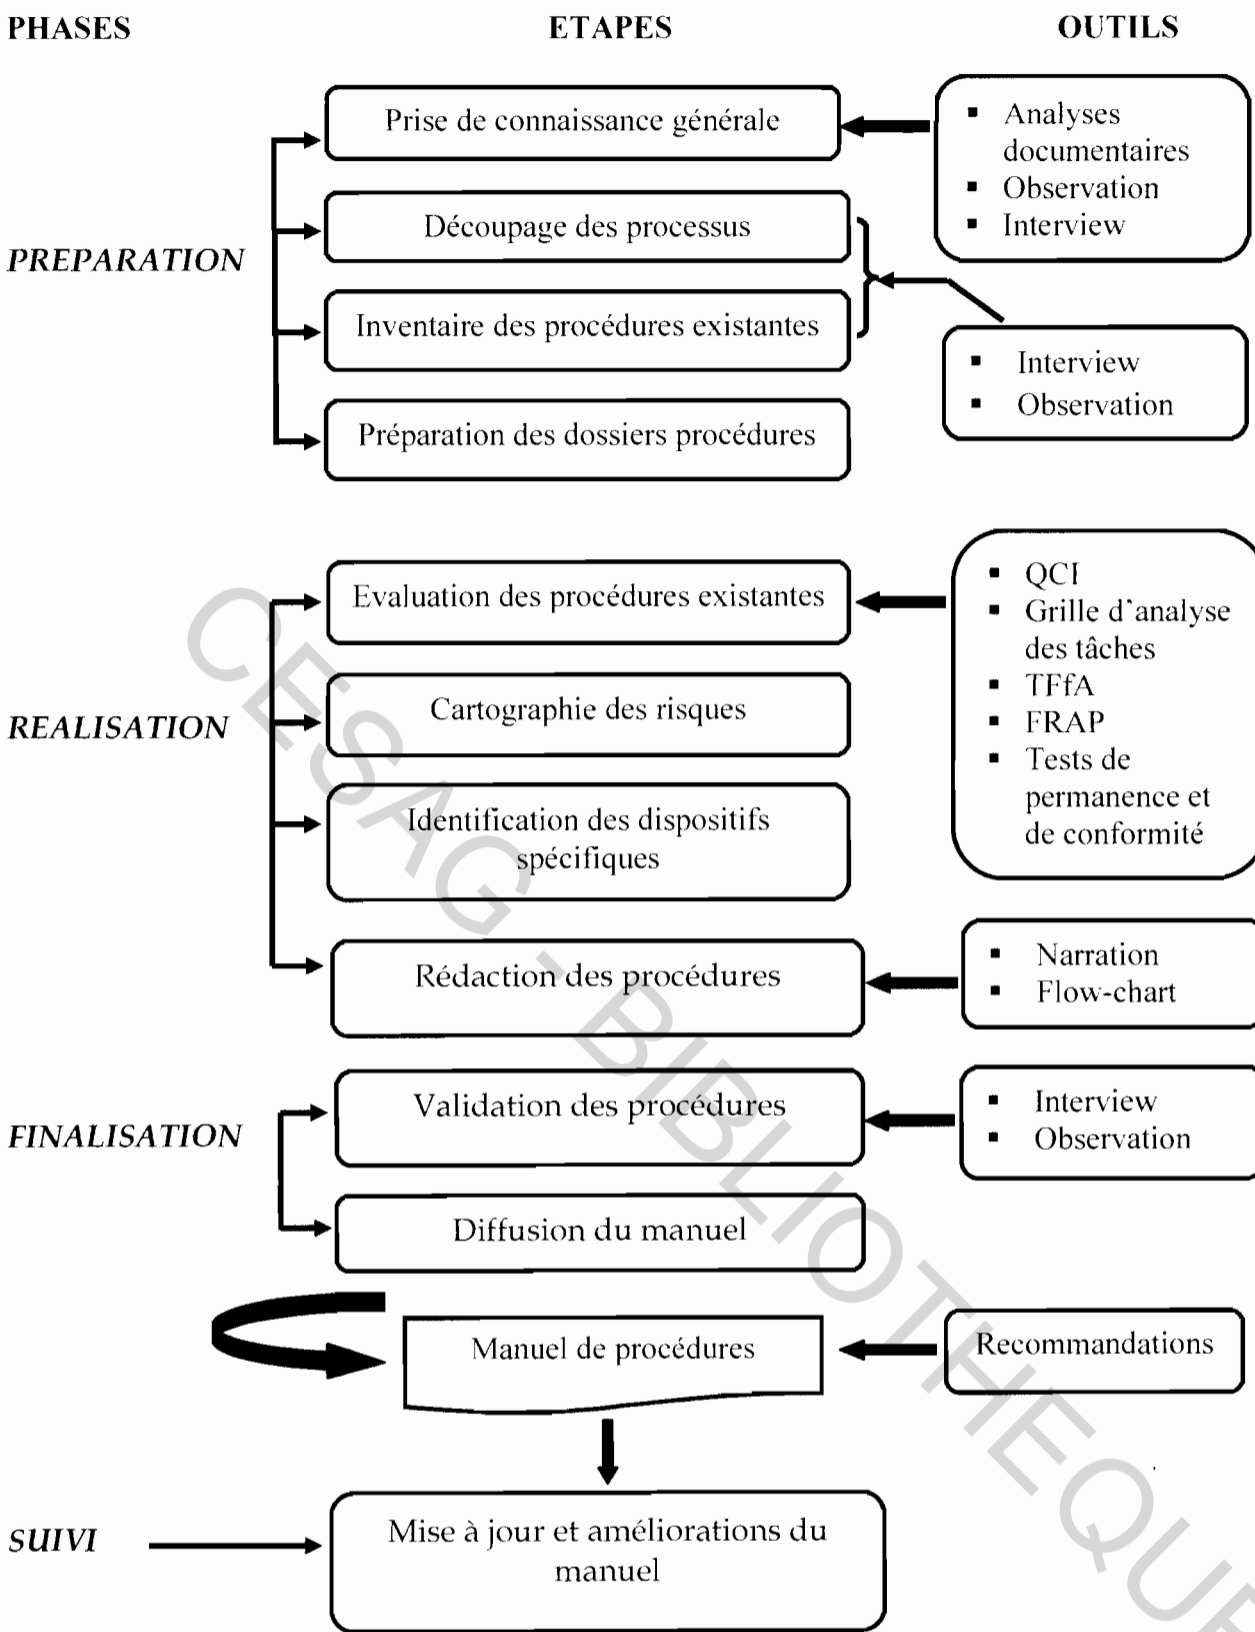 PHASES
ETAPES
OUTILS
PREPARATION
Prise de connaissance générale
Découpage des processus
Inventaire des procédures existantes
Préparation des dossiers procédures
▪ Analyses
documentaires
▪ Observation
▪ Interview
▪ Interview
▪ Observation
REALISATION
Evaluation des procédures existantes
Cartographie des risques
Identification des dispositifs
spécifiques
Rédaction des procédures
▪ QCI
▪ Grille d'analyse
des tâches
▪ TFfA
▪ FRAP
▪ Tests de
permanence et
de conformité
▪ Narration
▪ Flow-chart
FINALISATION
Validation des procédures
Diffusion du manuel
▪ Interview
▪ Observation
Manuel de procédures
Recommandations
SUIVI
Mise à jour et améliorations du
manuel
CESAG - BIBLIOTHEQUE